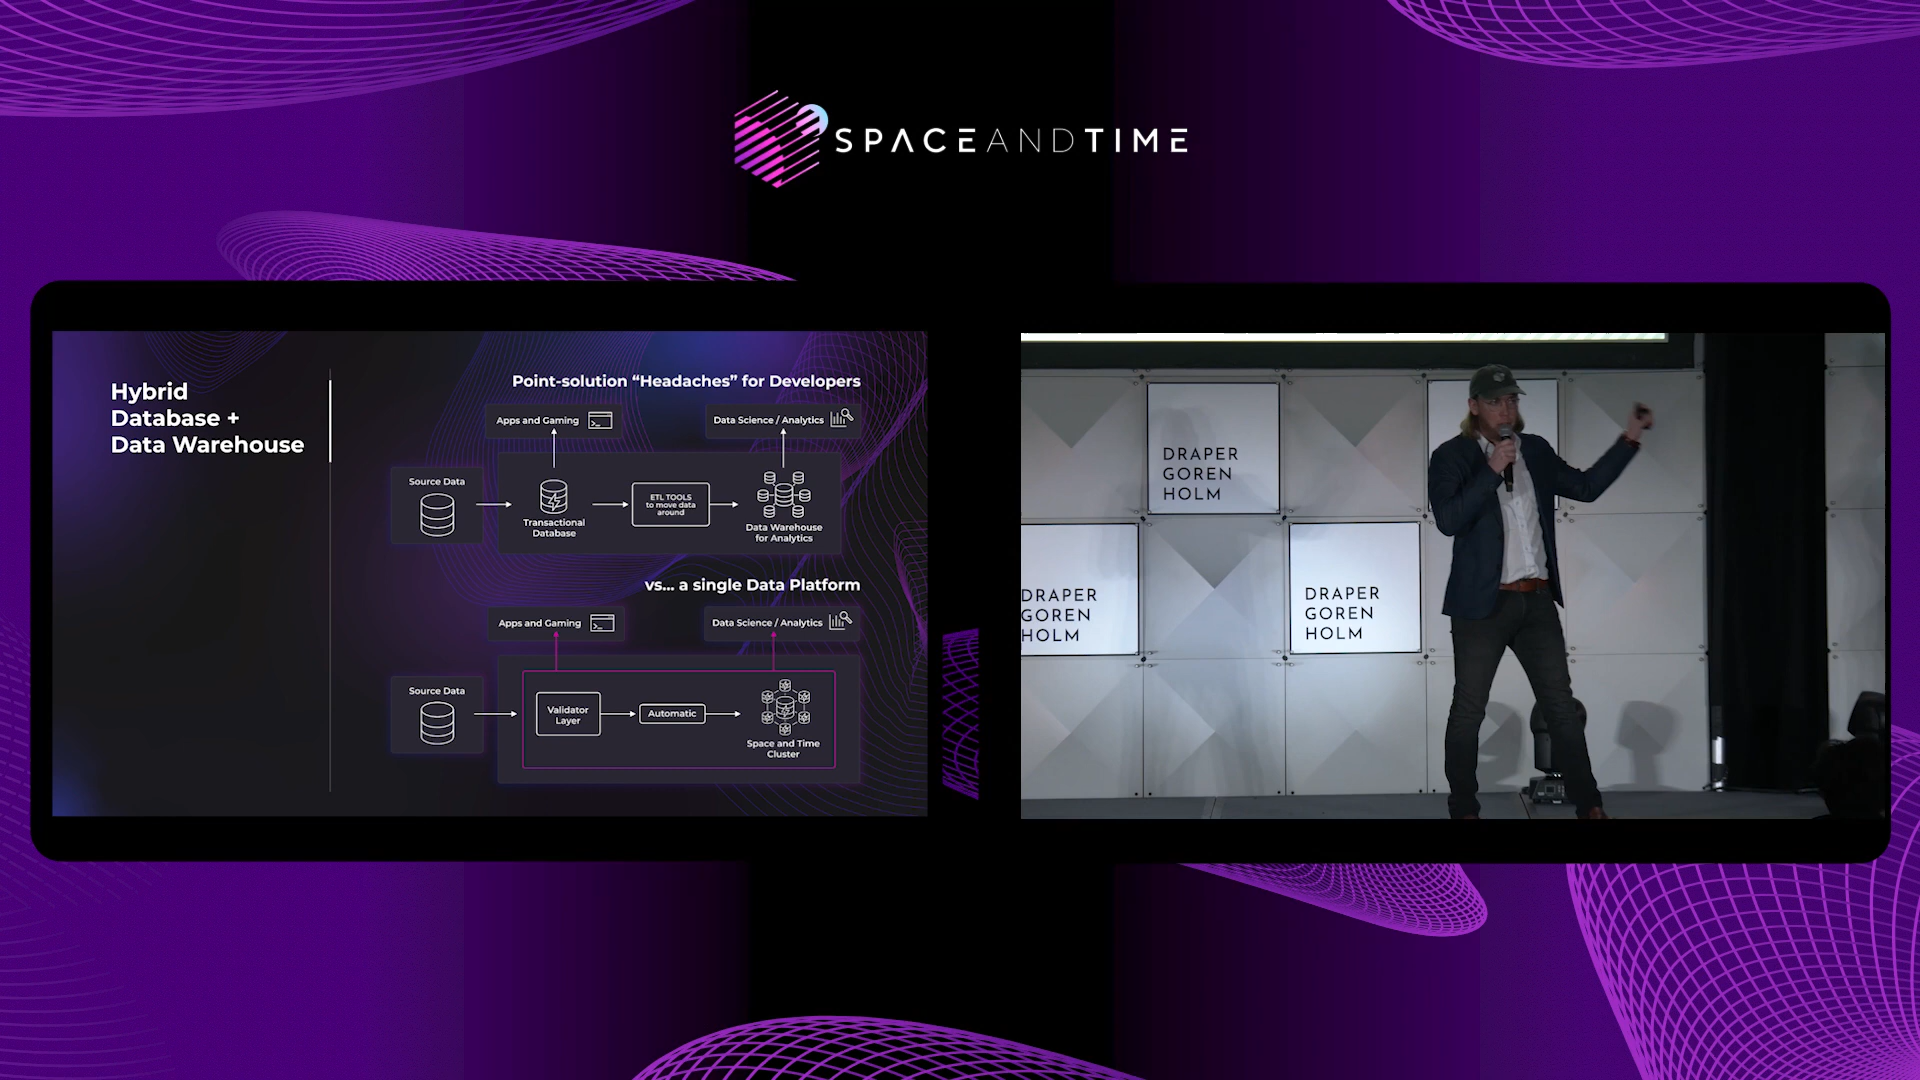 SPACEANDTIME
Hybrid
Database +
Data Warehouse
Point-solution “Headaches” for Developers
Apps and Gaming
Data Science / Analytics
Source Data
Transactional
Database
ETL TOOLS
to move data
around
Data Warehouse
for Analytics
vs... a single Data Platform
Apps and Gaming
Data Science / Analytics
Source Data
Validator
Layer
Automatic
Space and Time
Cluster
DRAPER
GOREN
HOLM
DRAPER
GOREN
HOLM
DRAPER
GOREN
HOLM